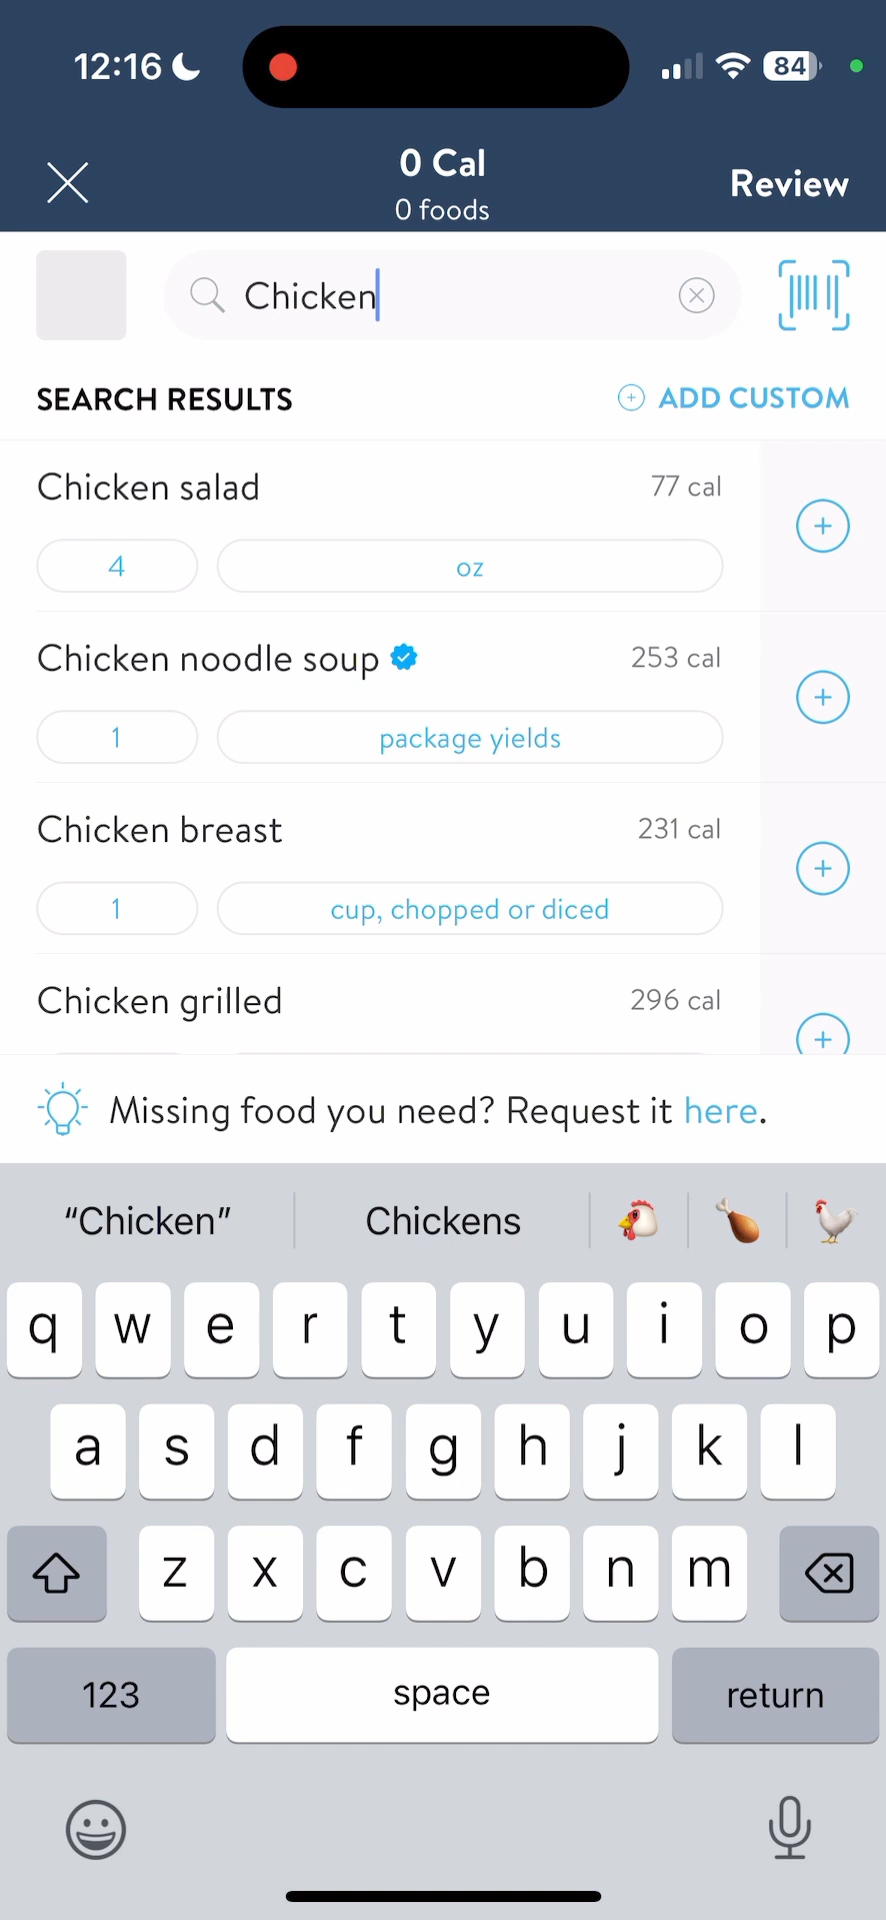 12:16
84
0 Cal
0 foods
Review
Chicken
SEARCH RESULTS
ADD CUSTOM
Chicken salad
77 cal
4
oz
Chicken noodle soup
253 cal
1
package yields
Chicken breast
231 cal
1
cup, chopped or diced
Chicken grilled
296 cal
Missing food you need? Request it here.
“Chicken”
Chickens
q w e r t y u i o p
a s d f g h j k l
z x c v b n m
123
space
return